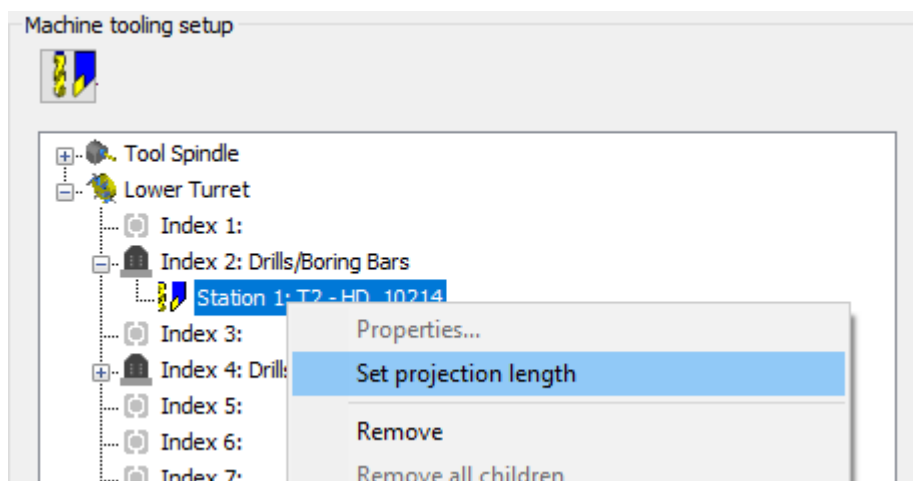 Machine tooling setup
Tool Spindle
Lower Turret
Index 1:
Index 2: Drills/Boring Bars
Station 1: T2 - HD_10214
Index 3:
Properties...
Index 4: Drill
Set projection length
Index 5:
Index 6:
Remove
Index 7:
Remove all children